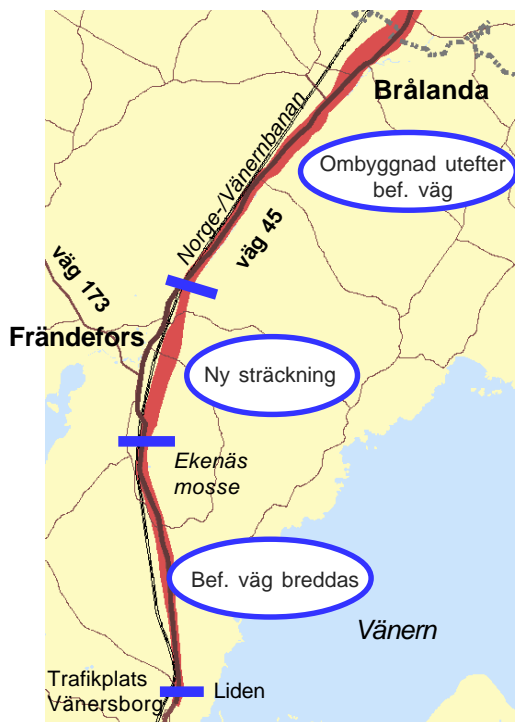 Brålanda
Ombyggnad utefter
bef. väg
Norge-/Vänernbanan
väg 45
väg 173
Frändefors
Ny sträckning
Ekenäs
mosse
Bef. väg breddas
Vänern
Trafikplats
Vänersborg
Liden